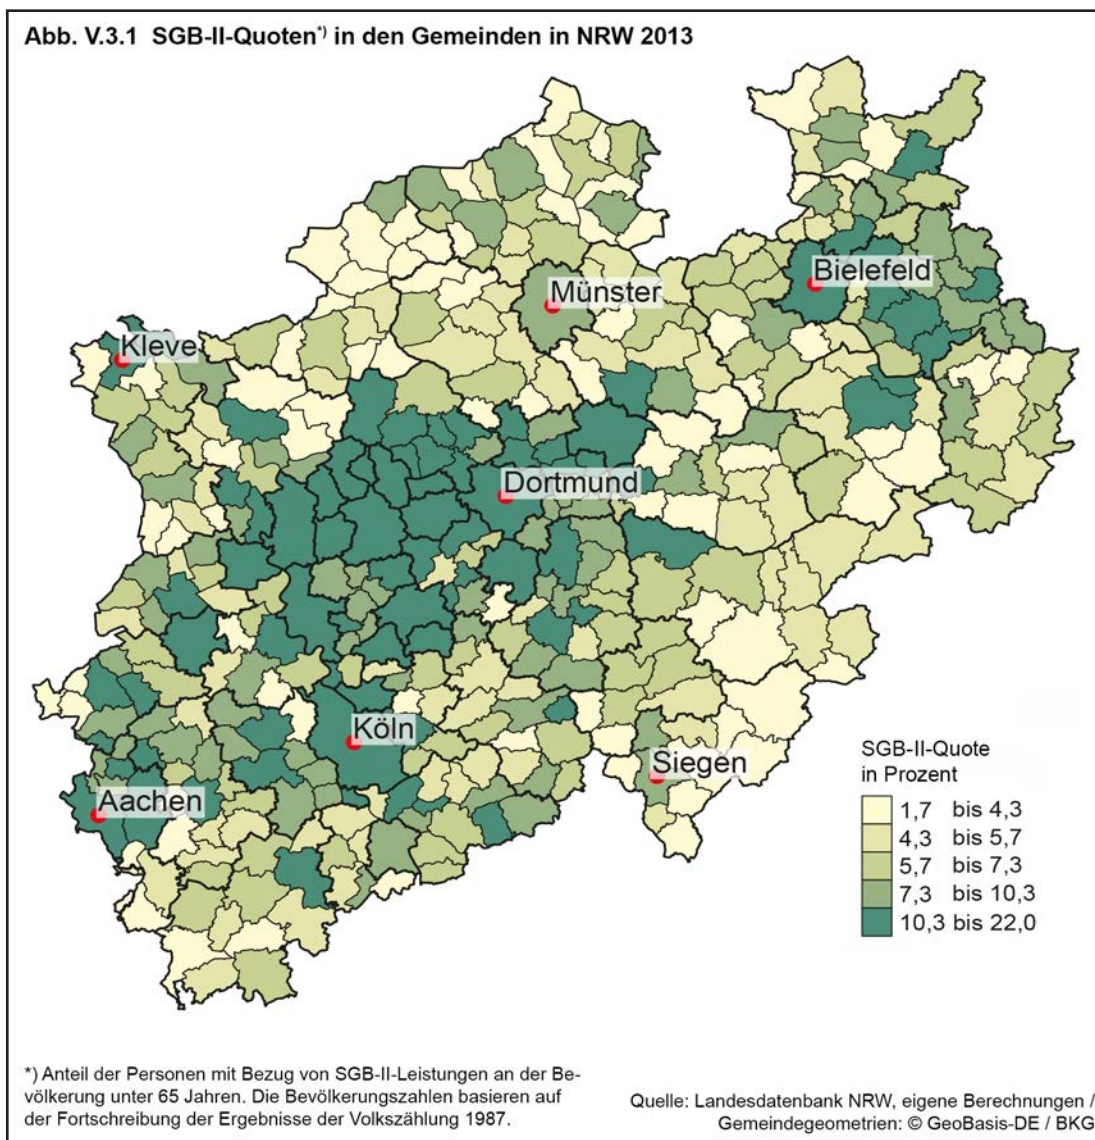 Abb. V.3.1 SGB-II-Quoten*) in den Gemeinden in NRW 2013
Bielefeld
Münster
Kleve
Dortmund
Köln
Siegen
Aachen
SGB-II-Quote
in Prozent
1,7 bis 4,3
4,3 bis 5,7
5,7 bis 7,3
7,3 bis 10,3
10,3 bis 22,0
*) Anteil der Personen mit Bezug von SGB-II-Leistungen an der Be-
völkerung unter 65 Jahren. Die Bevölkerungszahlen basieren auf
der Fortschreibung der Ergebnisse der Volkszählung 1987.
Quelle: Landesdatenbank NRW, eigene Berechnungen /
Gemeindegeometrien: © GeoBasis-DE / BKG